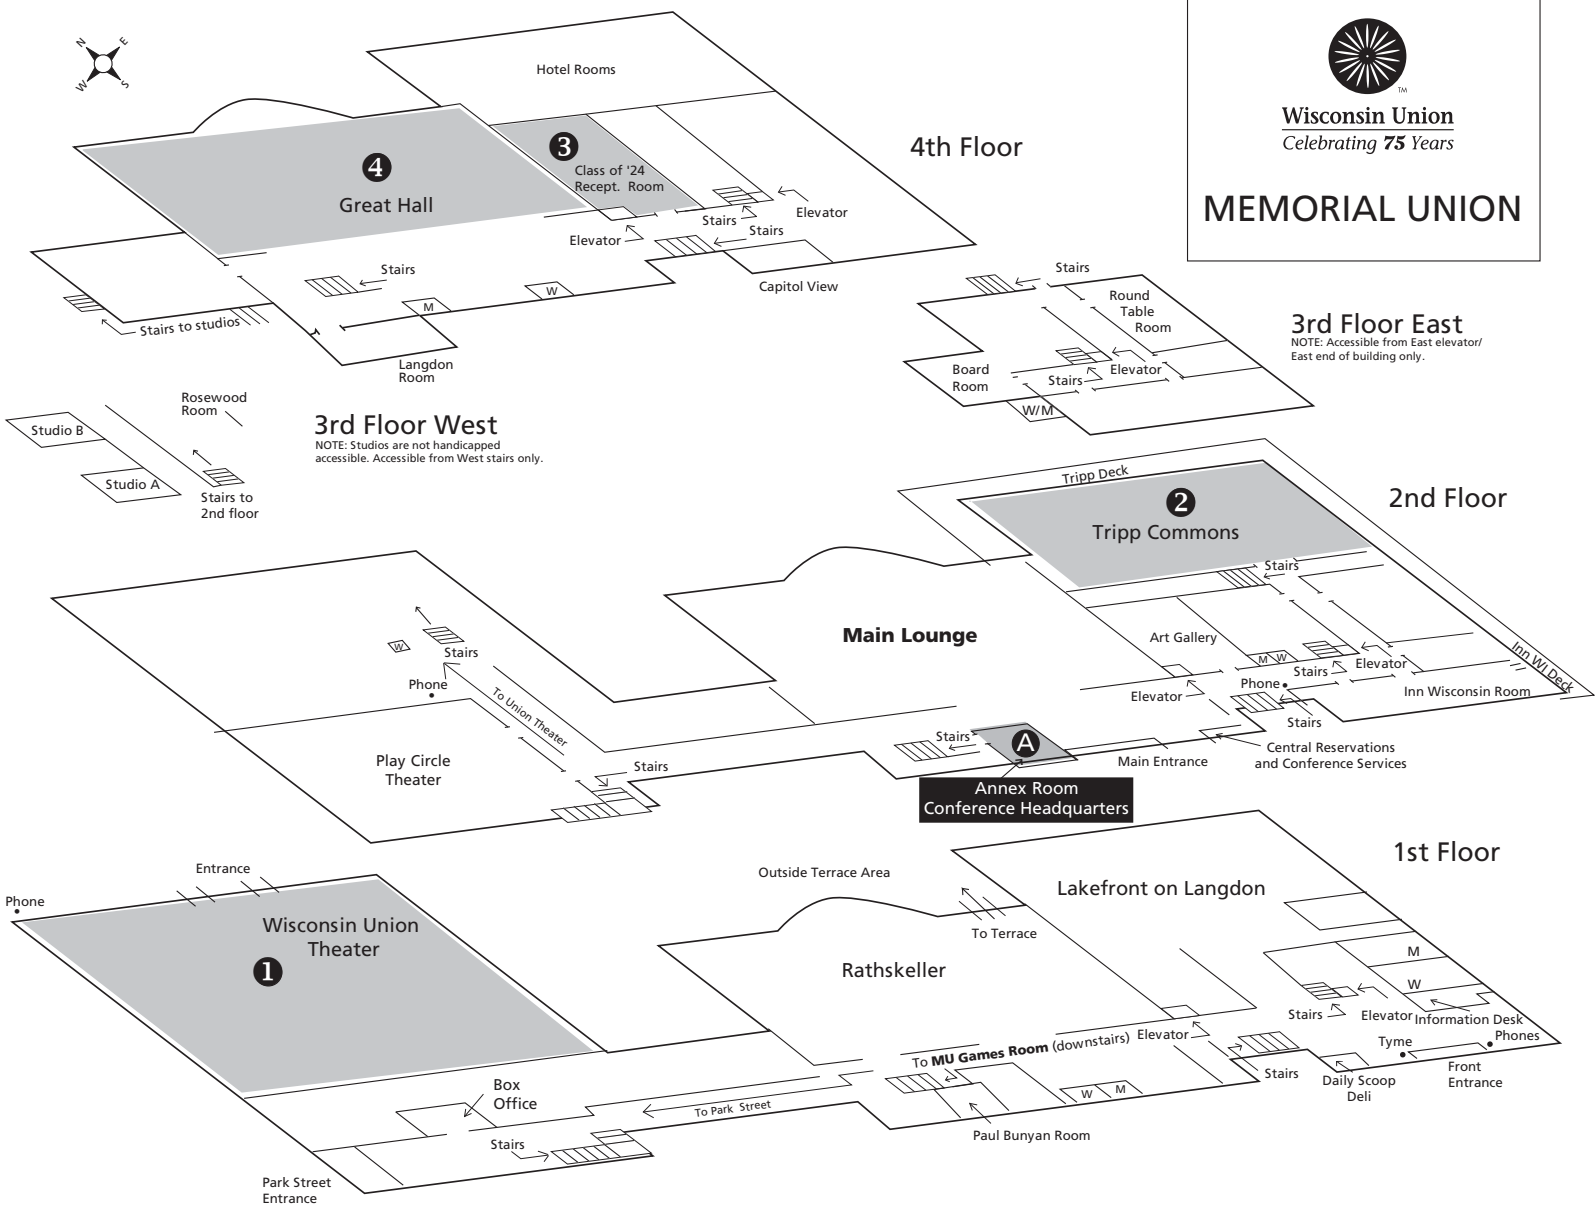 N
E
W
S
Hotel Rooms
3
Class of '24
Recept. Room
4
Great Hall
4th Floor
Elevator
Stairs
Stairs
Elevator
Capitol View
Stairs
M
W
Stairs to studios
Langdon
Room
TM
Wisconsin Union
Celebrating 75 Years
MEMORIAL UNION
Stairs
Round
Table
Room
3rd Floor East
NOTE: Accessible from East elevator/
East end of building only.
Board
Room
Elevator
Stairs
W/M
Rosewood
Room
3rd Floor West
NOTE: Studios are not handicapped
accessible. Accessible from West stairs only.
Studio B
Studio A
Stairs to
2nd floor
Tripp Deck
2
Tripp Commons
2nd Floor
Stairs
Main Lounge
Art Gallery
M
W
Stairs
Elevator
Inn WI Deck
Phone
Inn Wisconsin Room
Elevator
Stairs
W
Stairs
Phone
To Union Theater
Play Circle
Theater
Stairs
Stairs
A
Main Entrance
Central Reservations
and Conference Services
Annex Room
Conference Headquarters
1st Floor
Entrance
Phone
Wisconsin Union
Theater
1
Outside Terrace Area
Lakefront on Langdon
To Terrace
Rathskeller
M
W
Stairs
Elevator
Information Desk
Phones
Tyme
Elevator
To MU Games Room (downstairs)
Stairs
Daily Scoop
Deli
Front
Entrance
W
M
Paul Bunyan Room
To Park Street
Box
Office
Stairs
Park Street
Entrance